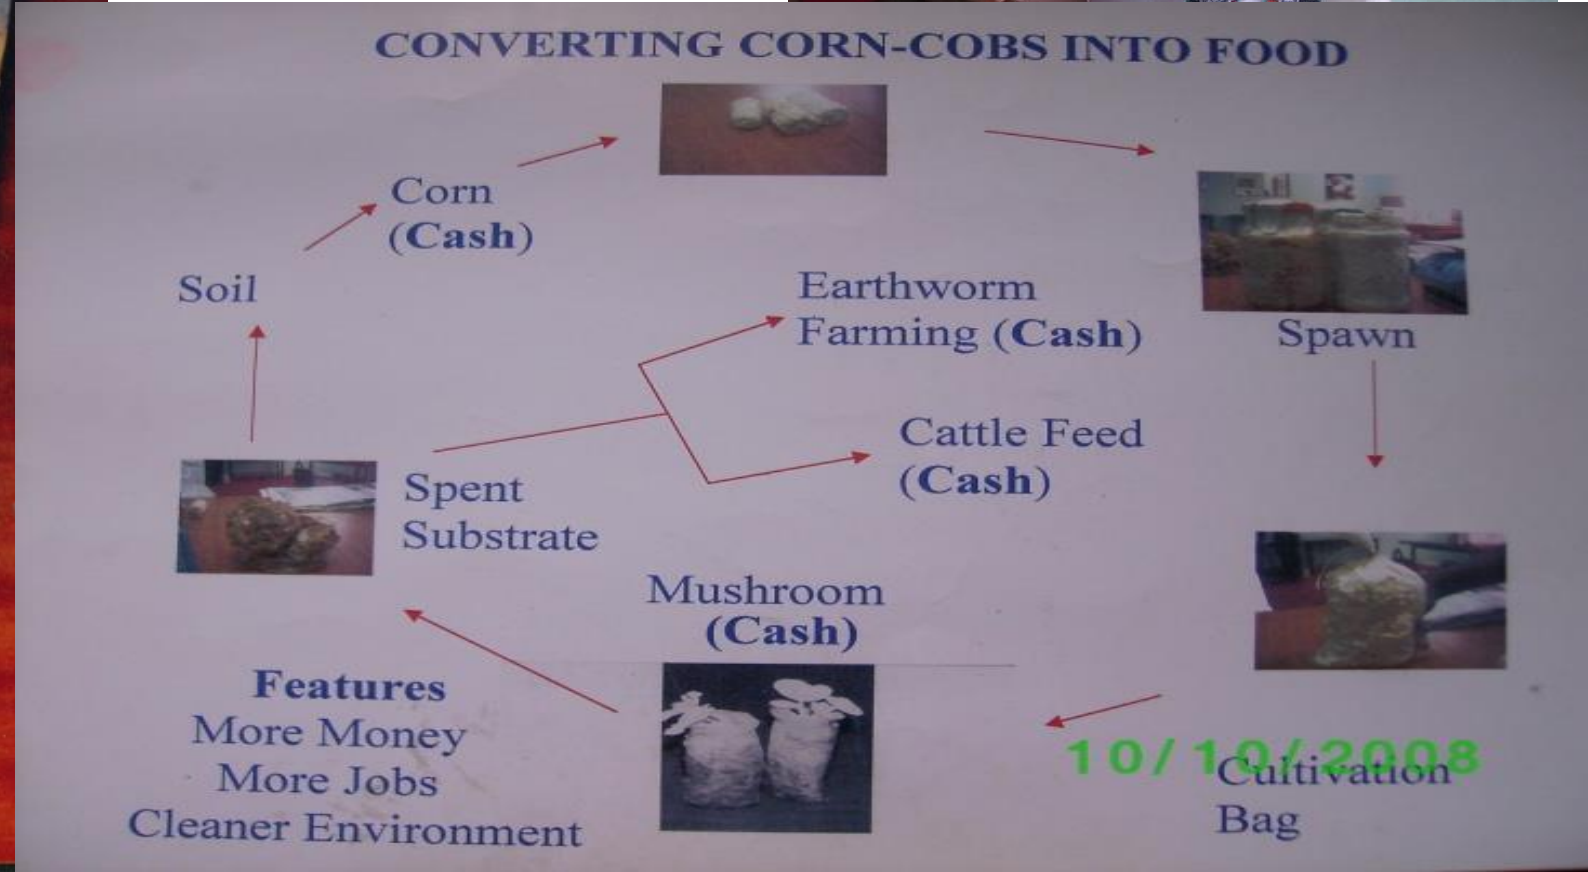 CONVERTING CORN-COBS INTO FOOD
Corn
(Cash)
Soil
Earthworm
Farming (Cash)
Spawn
Cattle Feed
(Cash)
Spent
Substrate
Mushroom
(Cash)
Features
More Money
More Jobs
Cleaner Environment
Cultivation
Bag
10/10/2008